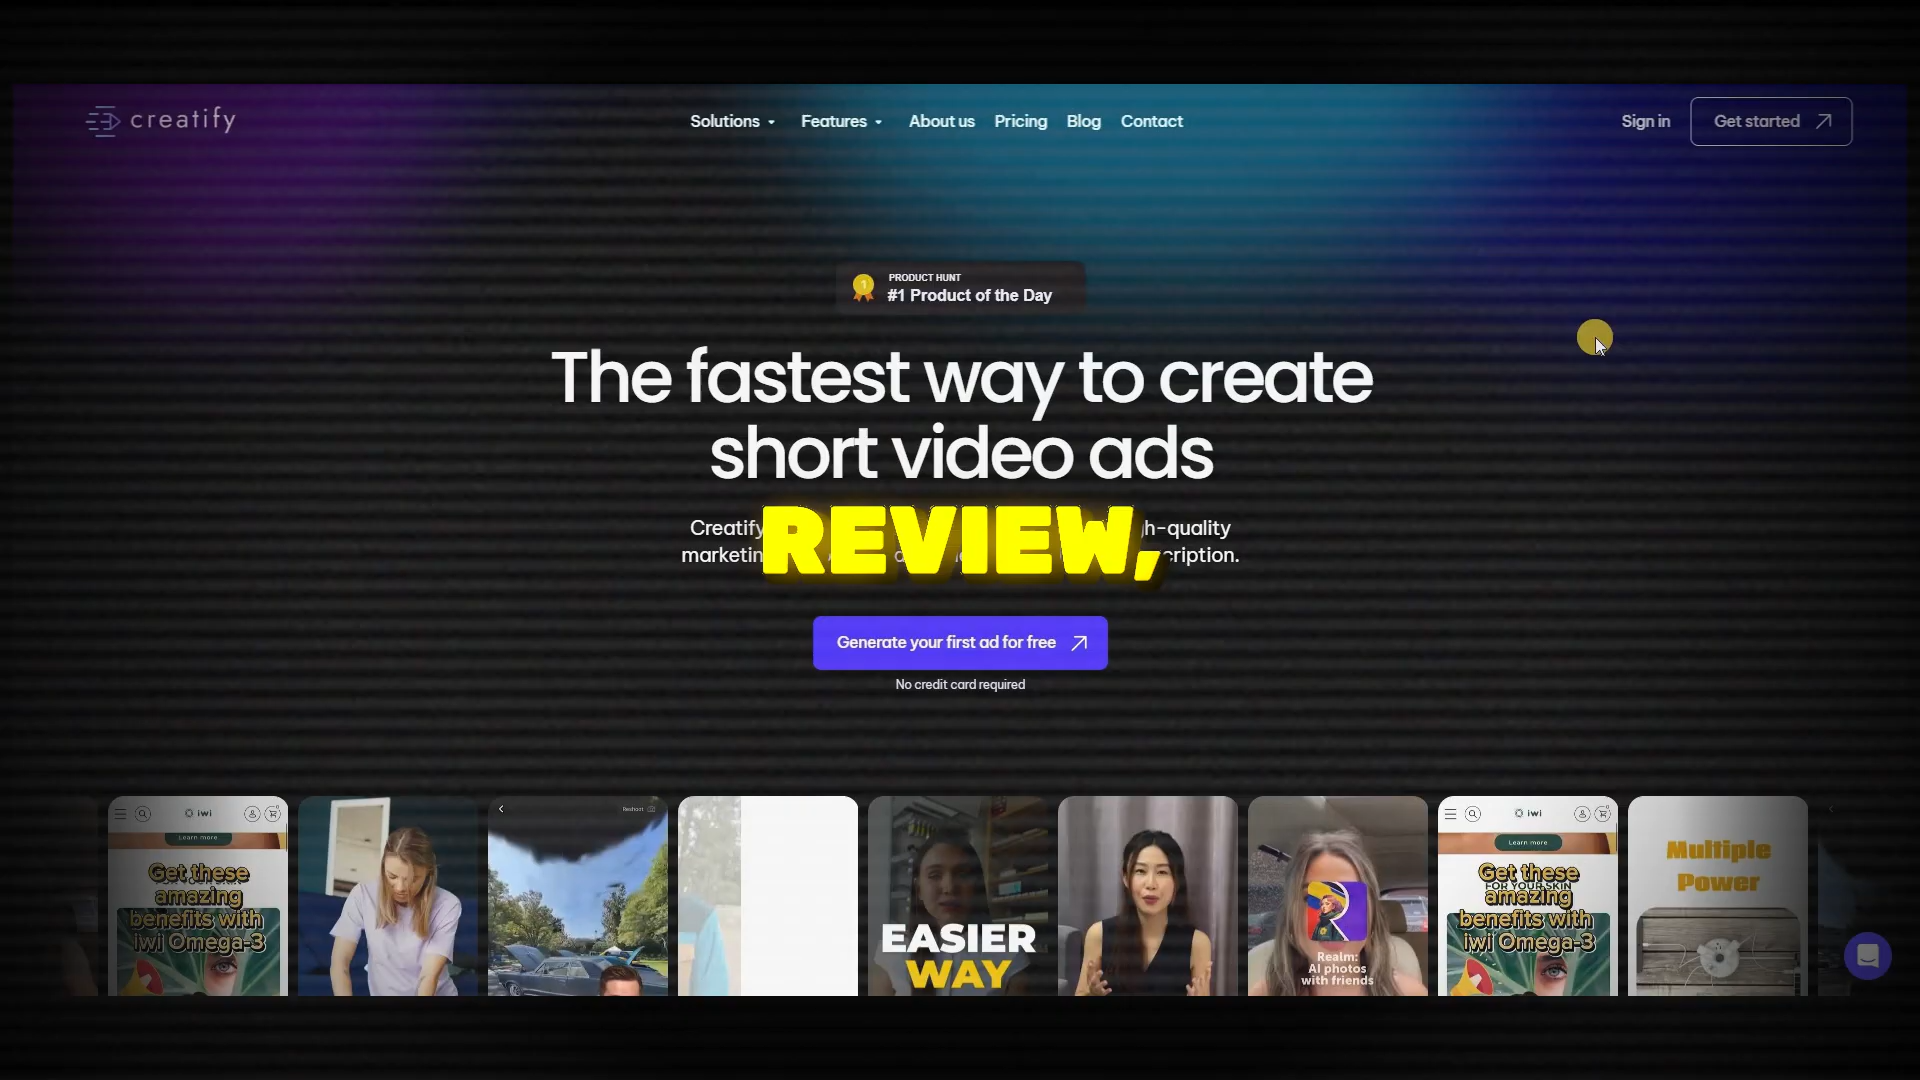 creatify
Solutions
Features
About us
Pricing
Blog
Contact
Sign in
Get started
1
PRODUCT HUNT
#1 Product of the Day
The fastest way to create
short video ads
Creatify
h-quality
REVIEW,
marketin
cription.
Generate your first ad for free
No credit card required
iwi
Learn more
Get these
amazing
benefits with
iwi Omega-3
EASIER
WAY
Realm:
AI photos
with friends
iwi
Learn more
Get these
FOR YOUR SKIN
amazing
benefits with
iwi Omega-3
Multiple
Power